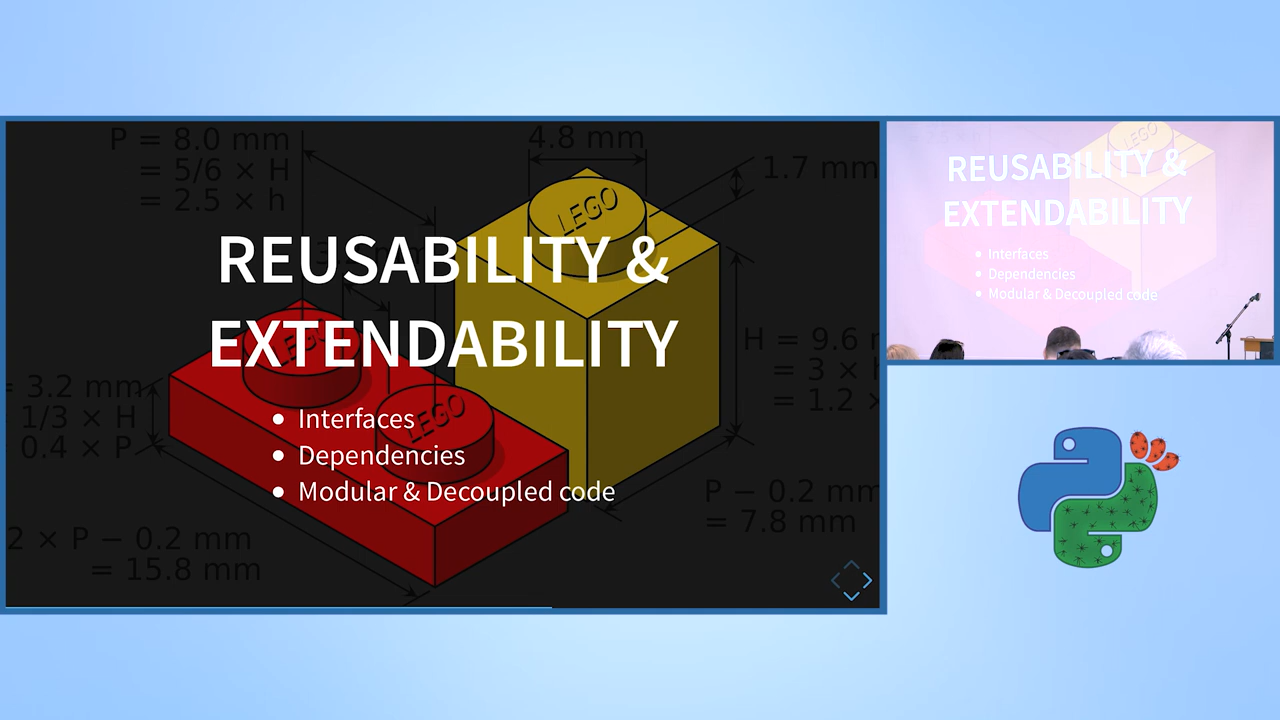 P = 8.0 mm
= 5/6 × H
= 2.5 × h
4.8 mm
1.7 mm
LEGO
REUSABILITY &
EXTENDABILITY
LEGO
LEGO
H = 9.6
= 3 ×
= 1.2 ×
= 3.2 mm
1/3 × H
0.4 × P
Interfaces
Dependencies
Modular & Decoupled code
P − 0.2 mm
= 7.8 mm
2 × P − 0.2 mm
= 15.8 mm
REUSABILITY &
EXTENDABILITY
Interfaces
Dependencies
Modular & Decoupled code